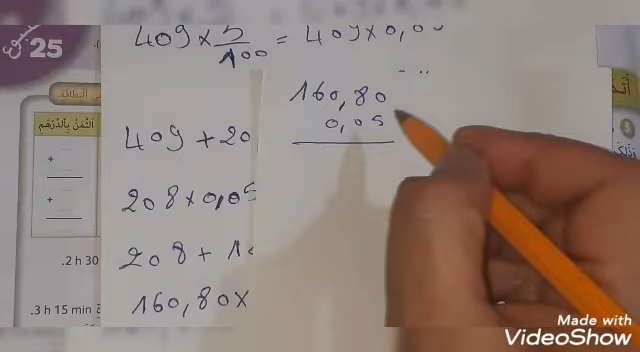 25
409 × 5/100 = 409 × 0,0
160,80
0,05
الثمن بالدرهم
+
+
409 + 20
208 × 0,05
208 + 1
160,80 ×
.2 h 30
.3 h 15 min
Made with
VideoShow